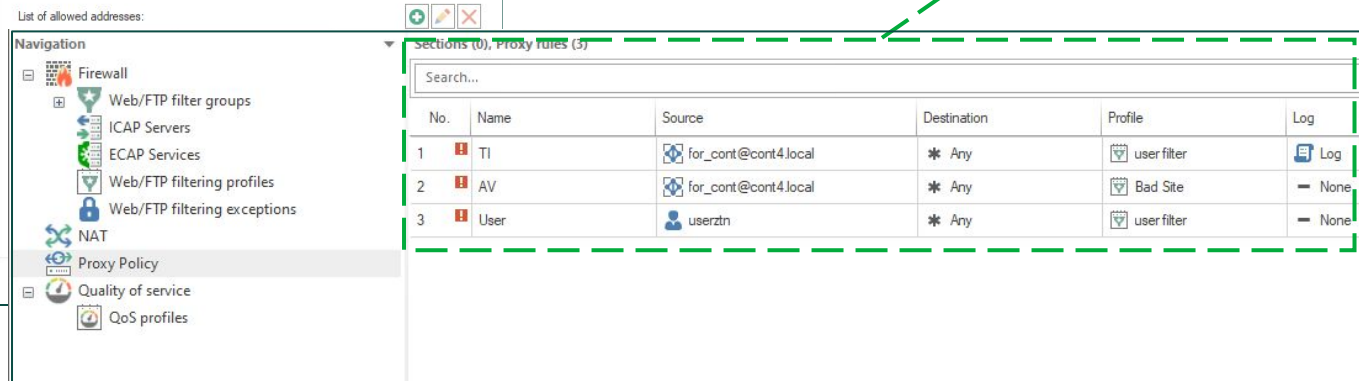 List of allowed addresses:
Navigation
Firewall
Web/FTP filter groups
ICAP Servers
ECAP Services
Web/FTP filtering profiles
Web/FTP filtering exceptions
NAT
Proxy Policy
Quality of service
QoS profiles
Sections (0), Proxy rules (3)
Search...
No. Name Source Destination Profile Log
1 TI for_cont@cont4.local Any user filter Log
2 AV for_cont@cont4.local Any Bad Site None
3 User userztn Any user filter None